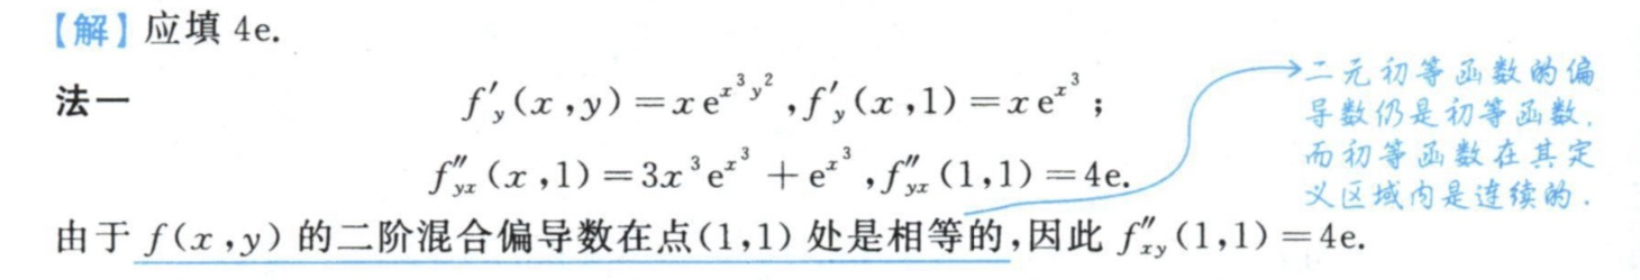 【解】应填 4e.
法一 f′_y(x,y)=xe^{x^3y^2},f′_y(x,1)=xe^{x^3};
f″_{yx}(x,1)=3x^3e^{x^3}+e^{x^3},f″_{yx}(1,1)=4e.
由于 f(x,y) 的二阶混合偏导数在点(1,1) 处是相等的,因此 f″_{xy}(1,1)=4e.
二元初等函数的偏
导数仍是初等函数.
而初等函数在其定
义区域内是连续的.